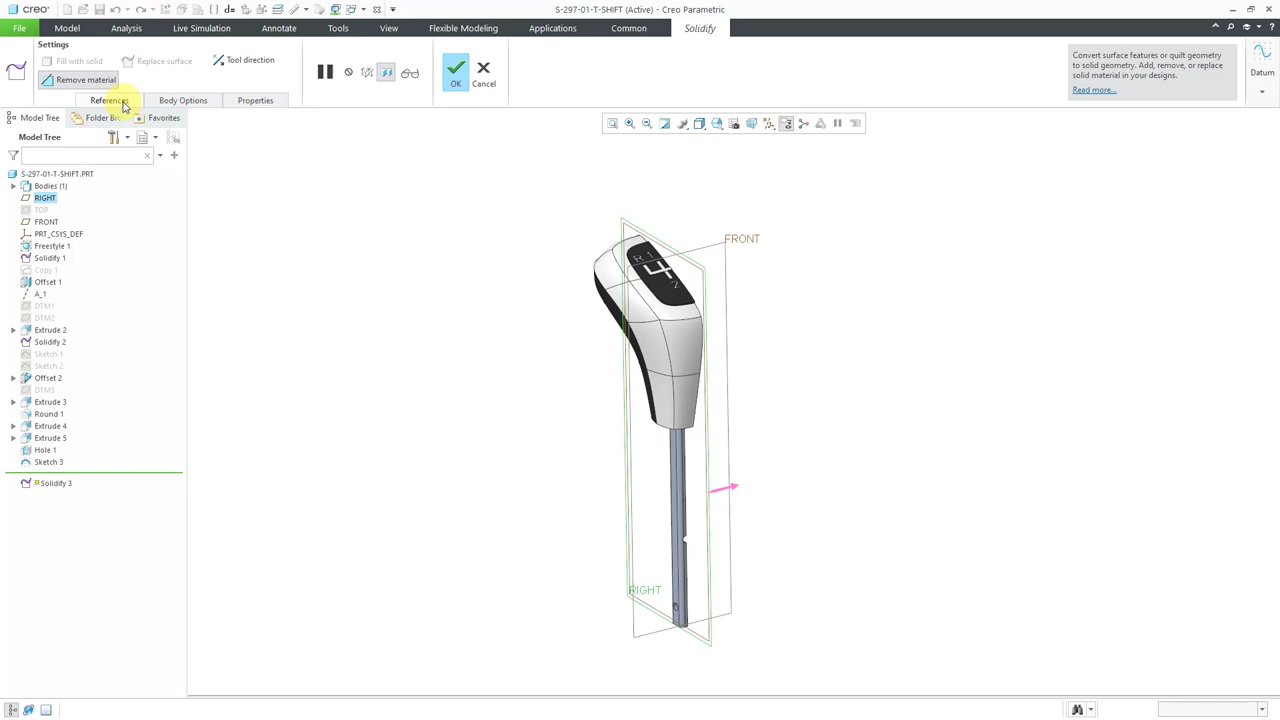 creo
S-297-01-T-SHIFT (Active) - Creo Parametric
File Model Analysis Live Simulation Annotate Tools View Flexible Modeling Applications Common Solidify
Settings
Fill with solid Replace surface Tool direction
Remove material
OK Cancel
Convert surface features or quilt geometry
to solid geometry. Add, remove, or replace
solid material in your designs.
Read more...
Datum
References Body Options Properties
Model Tree Folder Br Favorites
Model Tree
S-297-01-T-SHIFT.PRT
Bodies (1)
RIGHT
TOP
FRONT
PRT_CSYS_DEF
Freestyle 1
Solidify 1
Copy 1
Offset 1
A_1
DTM1
DTM2
Extrude 2
Solidify 2
Sketch 1
Sketch 2
Offset 2
DTM3
Extrude 3
Round 1
Extrude 4
Extrude 5
Hole 1
Sketch 3
Solidify 3
FRONT
R 1
4
2
RIGHT